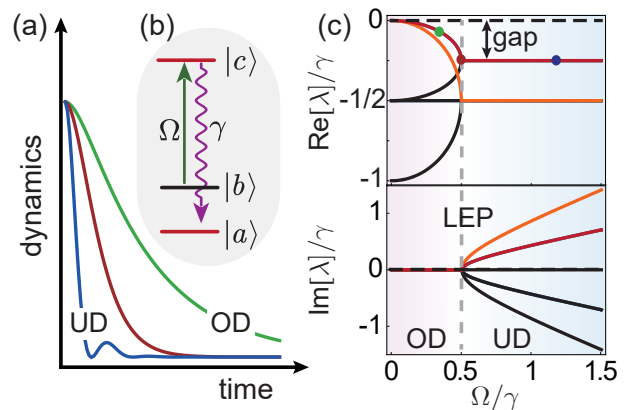 (a)
(b)
(c)
|c⟩
Ω
γ
|b⟩
|a⟩
dynamics
UD
OD
time
0
gap
-1/2
-1
Re[λ]/γ
LEP
1
0
-1
Im[λ]/γ
OD
UD
0
0.5
1.0
1.5
Ω/γ